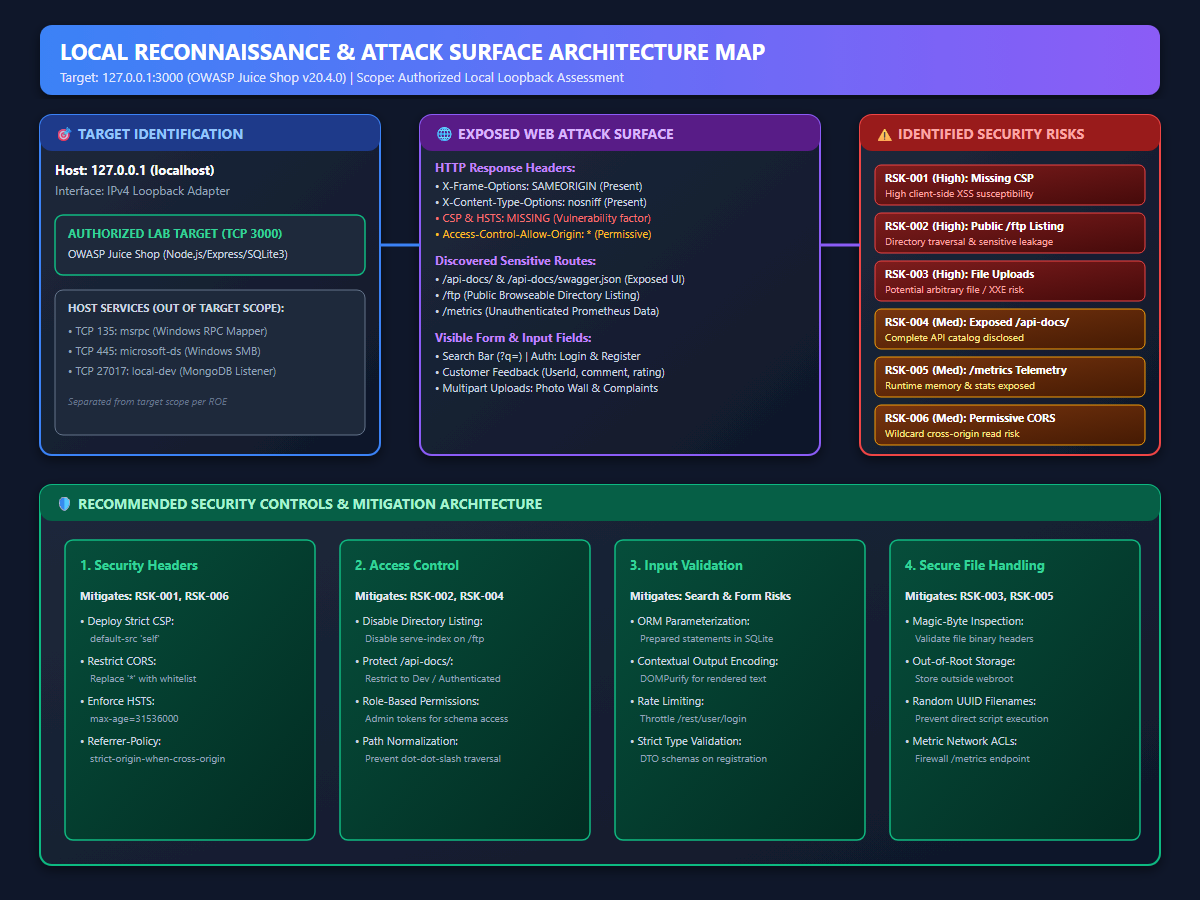 LOCAL RECONNAISSANCE & ATTACK SURFACE ARCHITECTURE MAP
Target: 127.0.0.1:3000 (OWASP Juice Shop v20.4.0) | Scope: Authorized Local Loopback Assessment
TARGET IDENTIFICATION
Host: 127.0.0.1 (localhost)
Interface: IPv4 Loopback Adapter
AUTHORIZED LAB TARGET (TCP 3000)
OWASP Juice Shop (Node.js/Express/SQLite3)
HOST SERVICES (OUT OF TARGET SCOPE):
• TCP 135: msrpc (Windows RPC Mapper)
• TCP 445: microsoft-ds (Windows SMB)
• TCP 27017: local-dev (MongoDB Listener)
Separated from target scope per ROE
EXPOSED WEB ATTACK SURFACE
HTTP Response Headers:
• X-Frame-Options: SAMEORIGIN (Present)
• X-Content-Type-Options: nosniff (Present)
• CSP & HSTS: MISSING (Vulnerability factor)
• Access-Control-Allow-Origin: * (Permissive)
Discovered Sensitive Routes:
• /api-docs/ & /api-docs/swagger.json (Exposed UI)
• /ftp (Public Browseable Directory Listing)
• /metrics (Unauthenticated Prometheus Data)
Visible Form & Input Fields:
• Search Bar (?q=) | Auth: Login & Register
• Customer Feedback (UserId, comment, rating)
• Multipart Uploads: Photo Wall & Complaints
IDENTIFIED SECURITY RISKS
RSK-001 (High): Missing CSP
High client-side XSS susceptibility
RSK-002 (High): Public /ftp Listing
Directory traversal & sensitive leakage
RSK-003 (High): File Uploads
Potential arbitrary file / XXE risk
RSK-004 (Med): Exposed /api-docs/
Complete API catalog disclosed
RSK-005 (Med): /metrics Telemetry
Runtime memory & stats exposed
RSK-006 (Med): Permissive CORS
Wildcard cross-origin read risk
RECOMMENDED SECURITY CONTROLS & MITIGATION ARCHITECTURE
1. Security Headers
Mitigates: RSK-001, RSK-006
• Deploy Strict CSP:
default-src 'self'
• Restrict CORS:
Replace '*' with whitelist
• Enforce HSTS:
max-age=31536000
• Referrer-Policy:
strict-origin-when-cross-origin
2. Access Control
Mitigates: RSK-002, RSK-004
• Disable Directory Listing:
Disable serve-index on /ftp
• Protect /api-docs/:
Restrict to Dev / Authenticated
• Role-Based Permissions:
Admin tokens for schema access
• Path Normalization:
Prevent dot-dot-slash traversal
3. Input Validation
Mitigates: Search & Form Risks
• ORM Parameterization:
Prepared statements in SQLite
• Contextual Output Encoding:
DOMPurify for rendered text
• Rate Limiting:
Throttle /rest/user/login
• Strict Type Validation:
DTO schemas on registration
4. Secure File Handling
Mitigates: RSK-003, RSK-005
• Magic-Byte Inspection:
Validate file binary headers
• Out-of-Root Storage:
Store outside webroot
• Random UUID Filenames:
Prevent direct script execution
• Metric Network ACLs:
Firewall /metrics endpoint